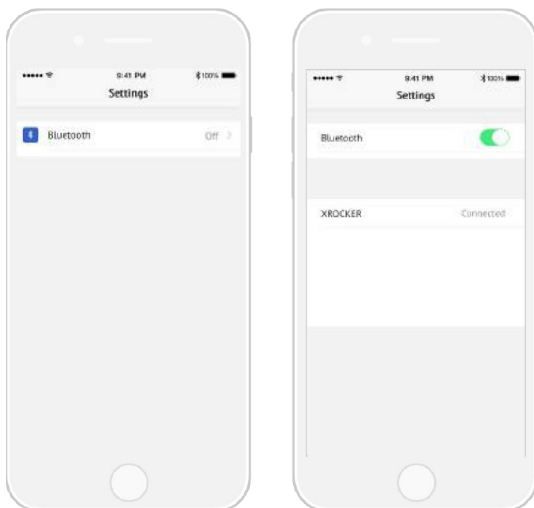 9:41 PM 100%
Settings
Bluetooth Off
9:41 PM 100%
Settings
Bluetooth
XROCKER Connected